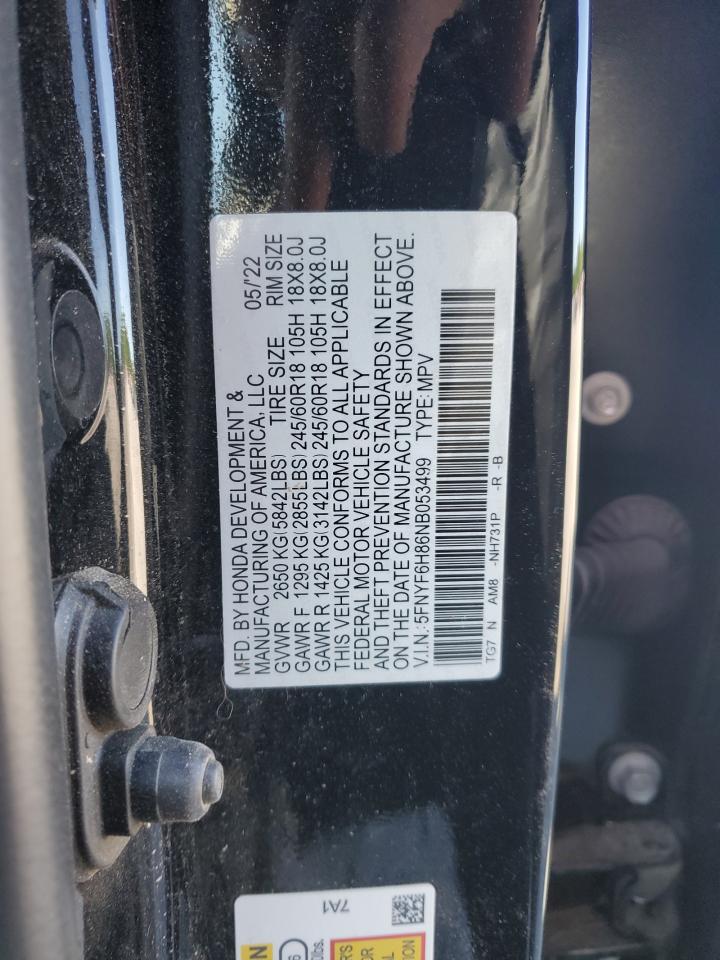 MFD. BY HONDA DEVELOPMENT &
MANUFACTURING OF AMERICA, LLC 05/'22
GVWR 2650 KG(5842LBS) TIRE SIZE RIM SIZE
GAWR F 1295 KG(2855LBS)245/60R18 105H 18X8.0J
GAWR R 1425 KG(3142LBS)245/60R18 105H 18X8.0J
THIS VEHICLE CONFORMS TO ALL APPLICABLE
FEDERAL MOTOR VEHICLE SAFETY
AND THEFT PREVENTION STANDARDS IN EFFECT
ON THE DATE OF MANUFACTURE SHOWN ABOVE.
V.I.N.: 5FNYF6H86NB053499 TYPE: MPV
TG7 N AM8 -NH731P -R -B
7A1